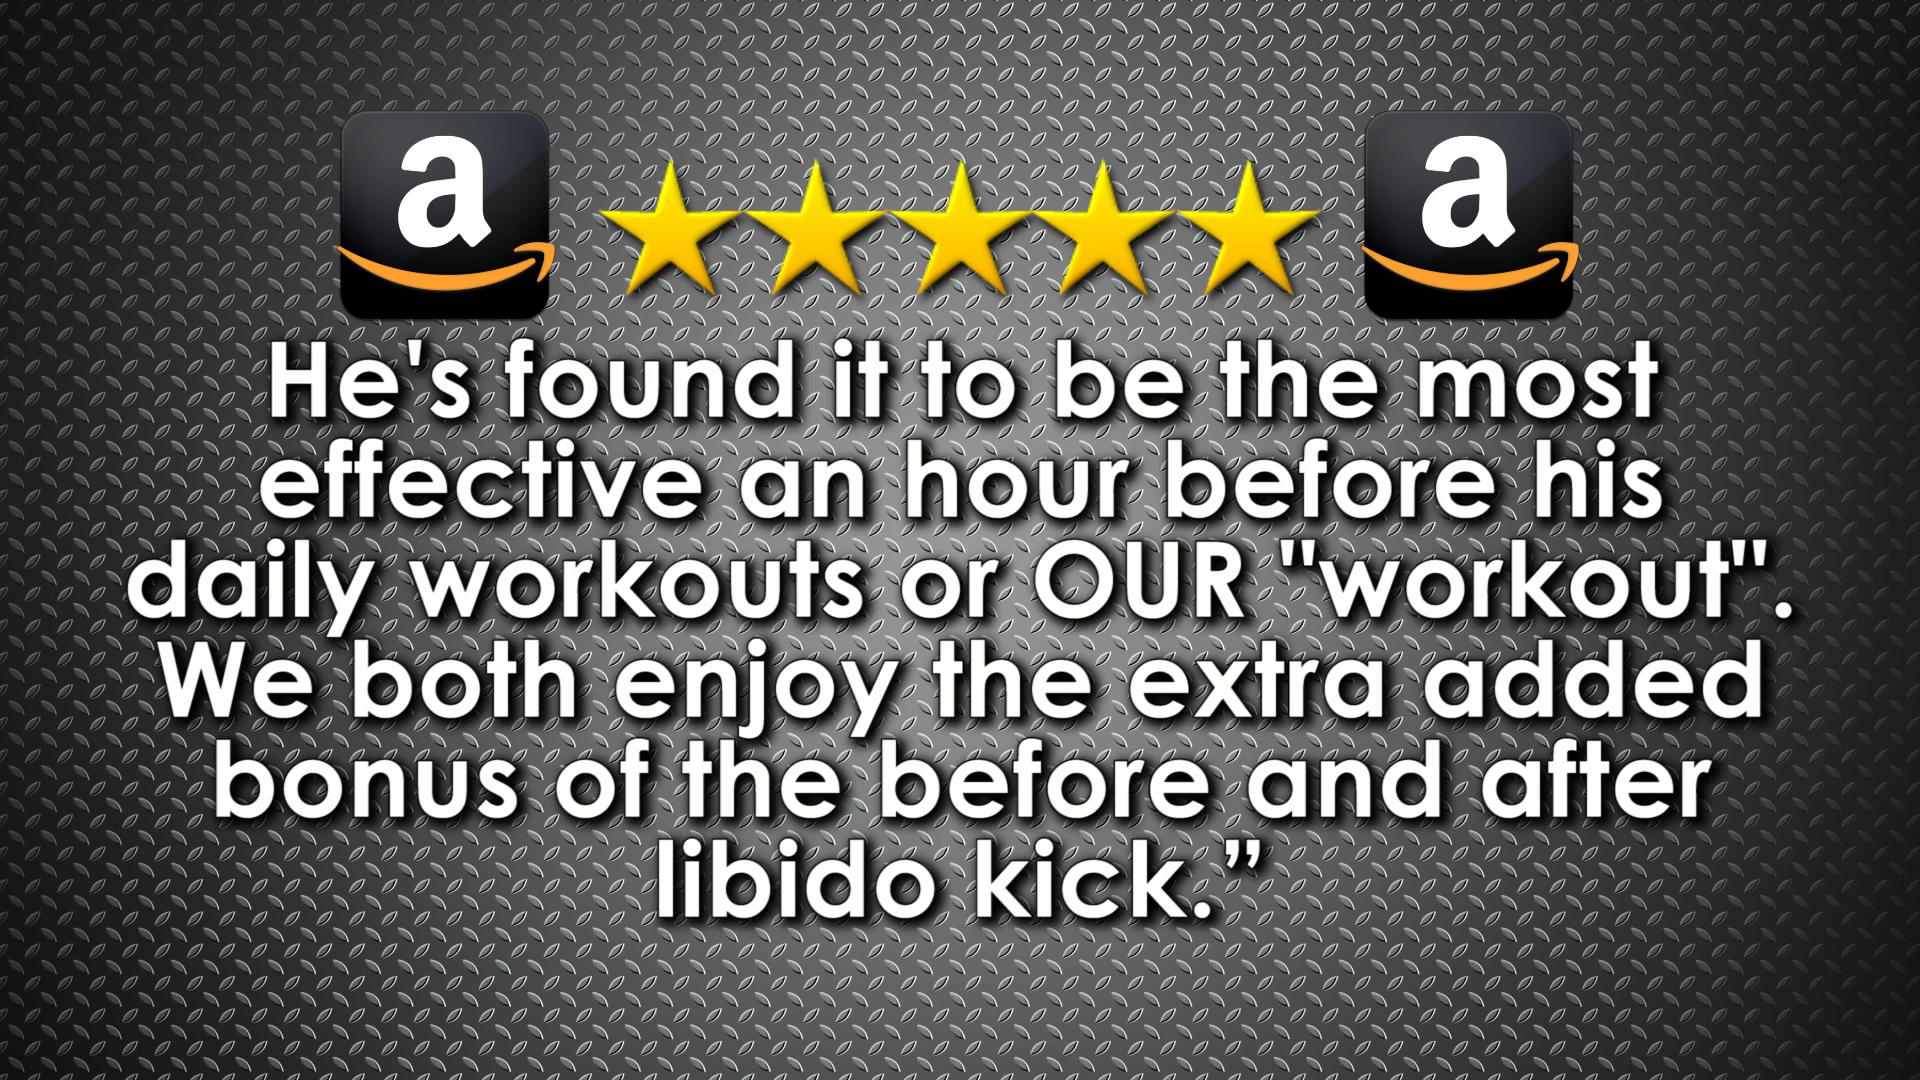 a a
He's found it to be the most
effective an hour before his
daily workouts or OUR "workout".
We both enjoy the extra added
bonus of the before and after
libido kick.”